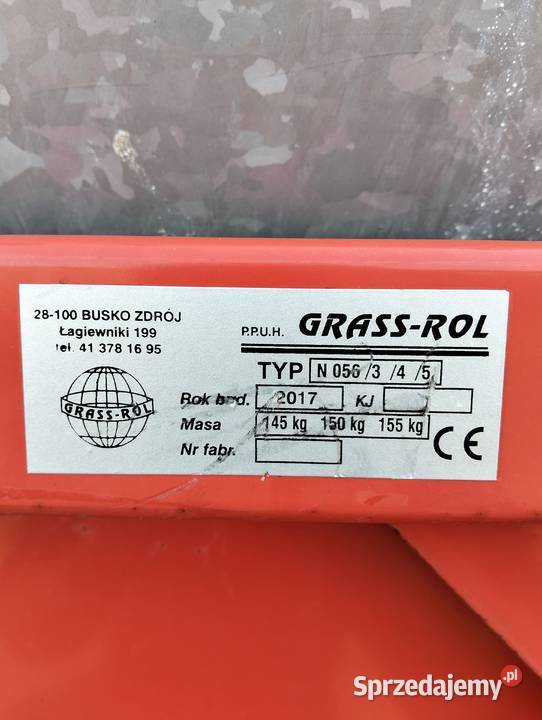 28-100 BUSKO ZDRÓJ
Łagiewniki 199
tel. 41 378 16 95
GRASS-ROL
P.P.U.H. GRASS-ROL
TYP N 056 /3 /4 /5
Rok bud. 2017 KJ
Masa 145 kg 150 kg 155 kg
Nr fabr.
CE
Sprzedajemy.pl